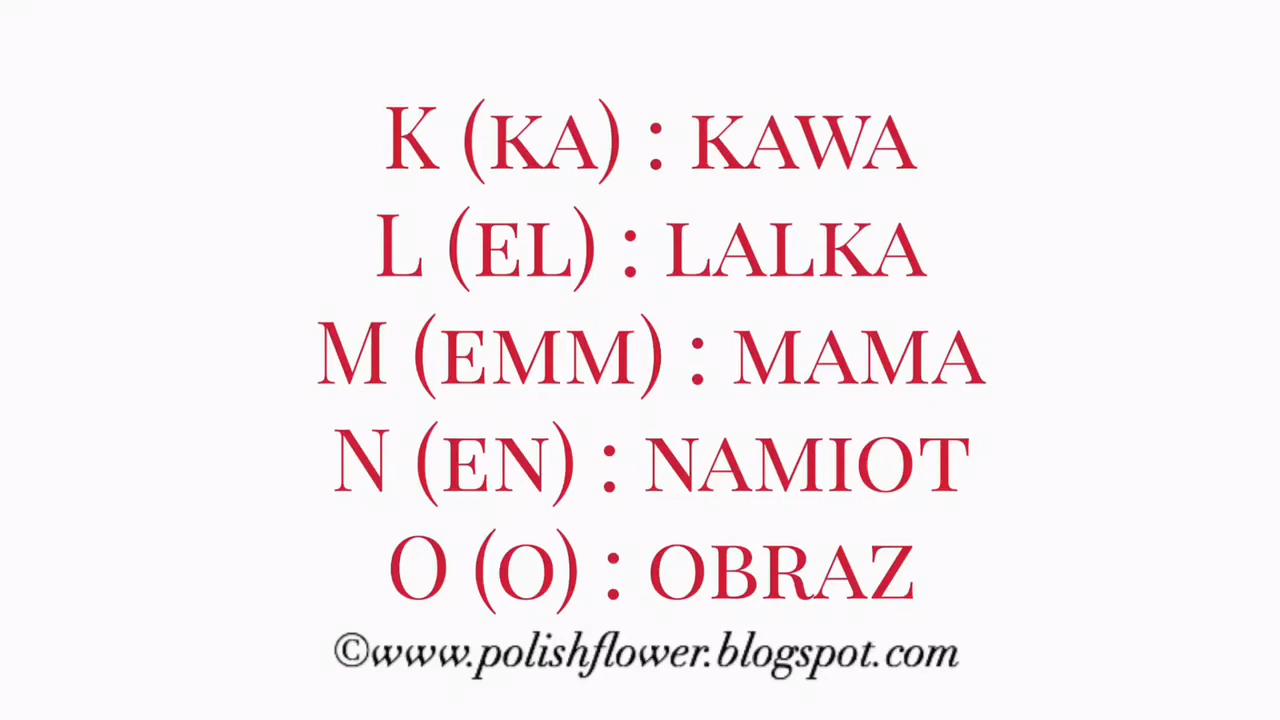 K (KA) : KAWA
L (EL) : LALKA
M (EMM) : MAMA
N (EN) : NAMIOT
O (O) : OBRAZ
©www.polishflower.blogspot.com